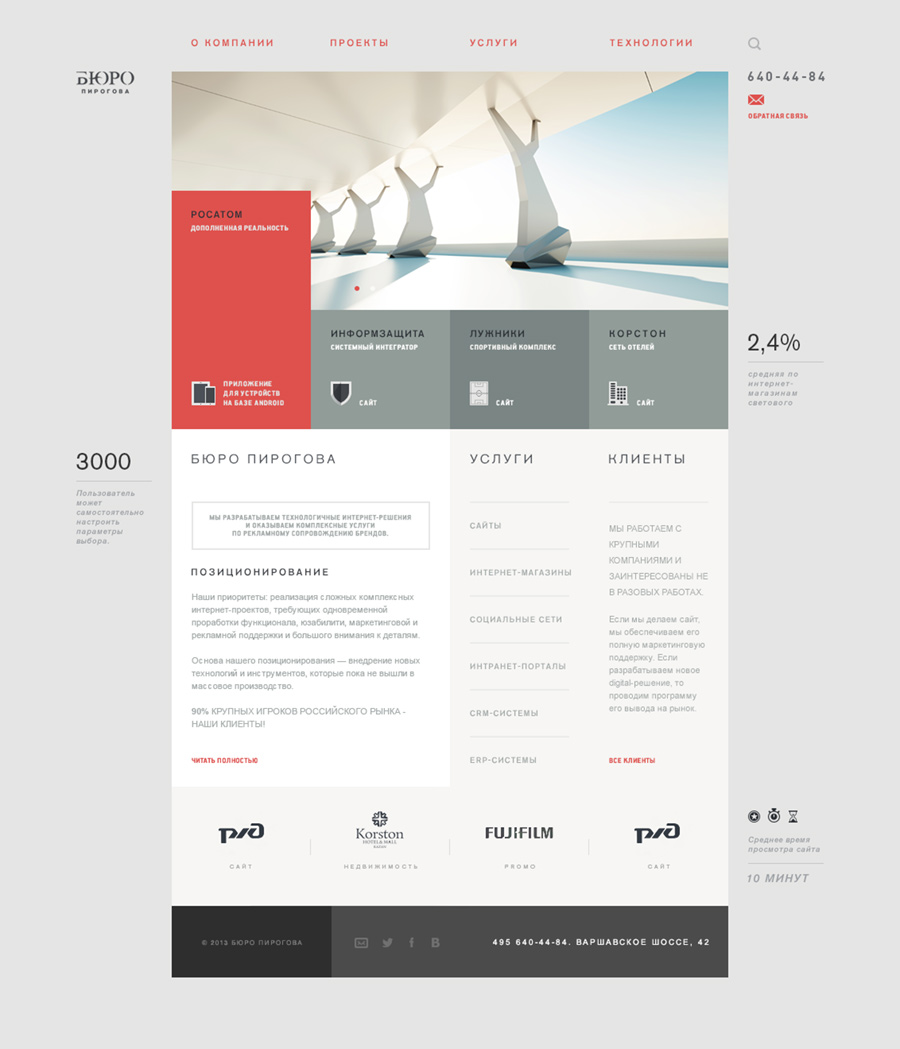 О КОМПАНИИ
ПРОЕКТЫ
УСЛУГИ
ТЕХНОЛОГИИ
БЮРО
ПИРОГОВА
640-44-84
ОБРАТНАЯ СВЯЗЬ
РОСАТОМ
ДОПОЛНЕННАЯ РЕАЛЬНОСТЬ
ПРИЛОЖЕНИЕ
ДЛЯ УСТРОЙСТВ
НА БАЗЕ ANDROID
ИНФОРМЗАЩИТА
СИСТЕМНЫЙ ИНТЕГРАТОР
САЙТ
ЛУЖНИКИ
СПОРТИВНЫЙ КОМПЛЕКС
САЙТ
КОРСТОН
СЕТЬ ОТЕЛЕЙ
САЙТ
2,4%
средняя по
интернет-
магазинам
светового
3000
Пользователь
может
самостоятельно
настроить
параметры
выбора.
БЮРО ПИРОГОВА
МЫ РАЗРАБАТЫВАЕМ ТЕХНОЛОГИЧНЫЕ ИНТЕРНЕТ-РЕШЕНИЯ
И ОКАЗЫВАЕМ КОМПЛЕКСНЫЕ УСЛУГИ
ПО РЕКЛАМНОМУ СОПРОВОЖДЕНИЮ БРЕНДОВ.
ПОЗИЦИОНИРОВАНИЕ
Наши приоритеты: реализация сложных комплексных
интернет-проектов, требующих одновременной
проработки функционала, юзабилити, маркетинговой и
рекламной поддержки и большого внимания к деталям.
Основа нашего позиционирования — внедрение новых
технологий и инструментов, которые пока не вышли в
массовое производство.
90% КРУПНЫХ ИГРОКОВ РОССИЙСКОГО РЫНКА -
НАШИ КЛИЕНТЫ!
ЧИТАТЬ ПОЛНОСТЬЮ
УСЛУГИ
САЙТЫ
ИНТЕРНЕТ-МАГАЗИНЫ
СОЦИАЛЬНЫЕ СЕТИ
ИНТРАНЕТ-ПОРТАЛЫ
CRM-СИСТЕМЫ
ERP-СИСТЕМЫ
КЛИЕНТЫ
МЫ РАБОТАЕМ С
КРУПНЫМИ
КОМПАНИЯМИ И
ЗАИНТЕРЕСОВАНЫ НЕ
В РАЗОВЫХ РАБОТАХ.
Если мы делаем сайт,
мы обеспечиваем его
полную маркетинговую
поддержку. Если
разрабатываем новое
digital-решение, то
проводим программу
его вывода на рынок.
ВСЕ КЛИЕНТЫ
РЖД
САЙТ
Korston
HOTELS & MALL
KAZAN
НЕДВИЖИМОСТЬ
FUJIFILM
PROMO
РЖД
САЙТ
Среднее время
просмотра сайта
10 МИНУТ
© 2013 БЮРО ПИРОГОВА
495 640-44-84. ВАРШАВСКОЕ ШОССЕ, 42